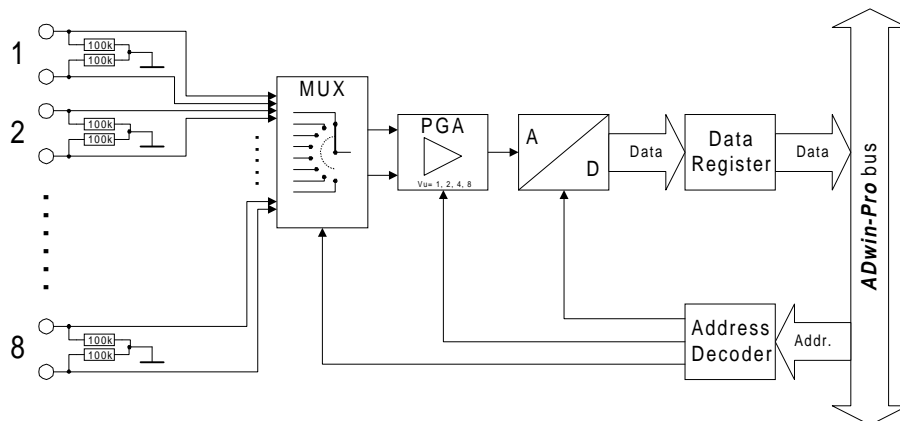 1
100k
100k
2
100k
100k
8
100k
100k
MUX
PGA
Vu= 1, 2, 4, 8
A
D
Data
Data
Register
Data
Address
Decoder
Addr.
ADwin-Pro bus